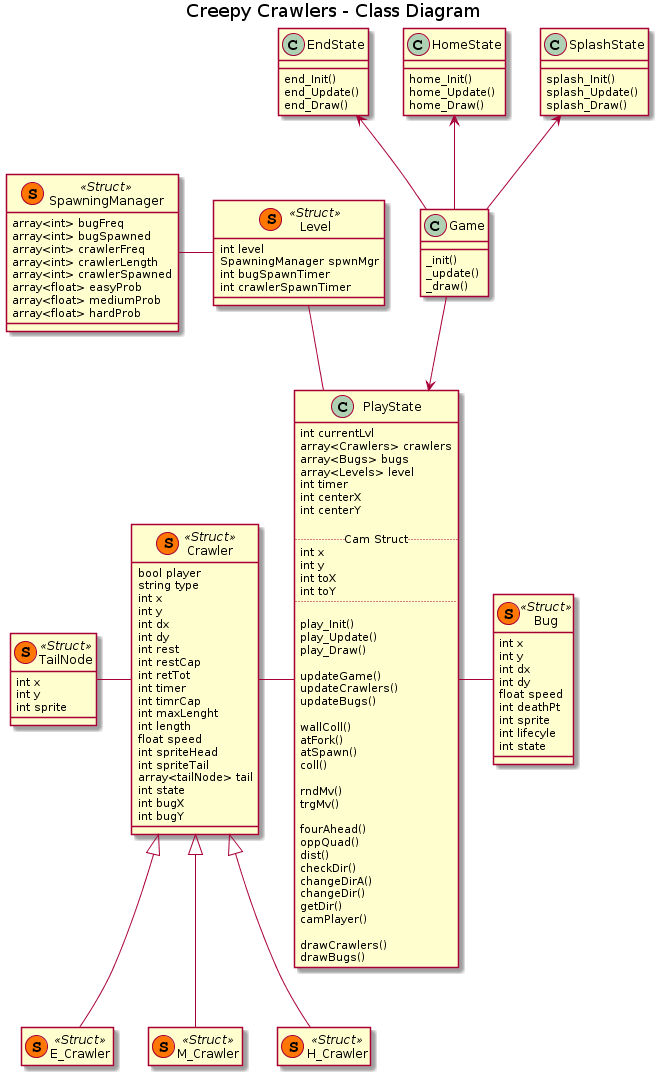 Creepy Crawlers - Class Diagram
C EndState
end_Init()
end_Update()
end_Draw()
C HomeState
home_Init()
home_Update()
home_Draw()
C SplashState
splash_Init()
splash_Update()
splash_Draw()
S «Struct»
SpawningManager
array<int> bugFreq
array<int> bugSpawned
array<int> crawlerFreq
array<int> crawlerLength
array<int> crawlerSpawned
array<float> easyProb
array<float> mediumProb
array<float> hardProb
S «Struct»
Level
int level
SpawningManager spwnMgr
int bugSpawnTimer
int crawlerSpawnTimer
C Game
_init()
_update()
_draw()
C PlayState
int currentLvl
array<Crawlers> crawlers
array<Bugs> bugs
array<Levels> level
int timer
int centerX
int centerY
Cam Struct
int x
int y
int toX
int toY
play_Init()
play_Update()
play_Draw()
updateGame()
updateCrawlers()
updateBugs()
wallColl()
atFork()
atSpawn()
coll()
rndMv()
trgMv()
fourAhead()
oppQuad()
dist()
checkDir()
changeDirA()
changeDir()
getDir()
camPlayer()
drawCrawlers()
drawBugs()
S «Struct»
Crawler
bool player
string type
int x
int y
int dx
int dy
int rest
int restCap
int retTot
int timer
int timrCap
int maxLenght
int length
float speed
int spriteHead
int spriteTail
array<tailNode> tail
int state
int bugX
int bugY
S «Struct»
TailNode
int x
int y
int sprite
S «Struct»
Bug
int x
int y
int dx
int dy
float speed
int deathPt
int sprite
int lifecyle
int state
S «Struct»
E_Crawler
S «Struct»
M_Crawler
S «Struct»
H_Crawler